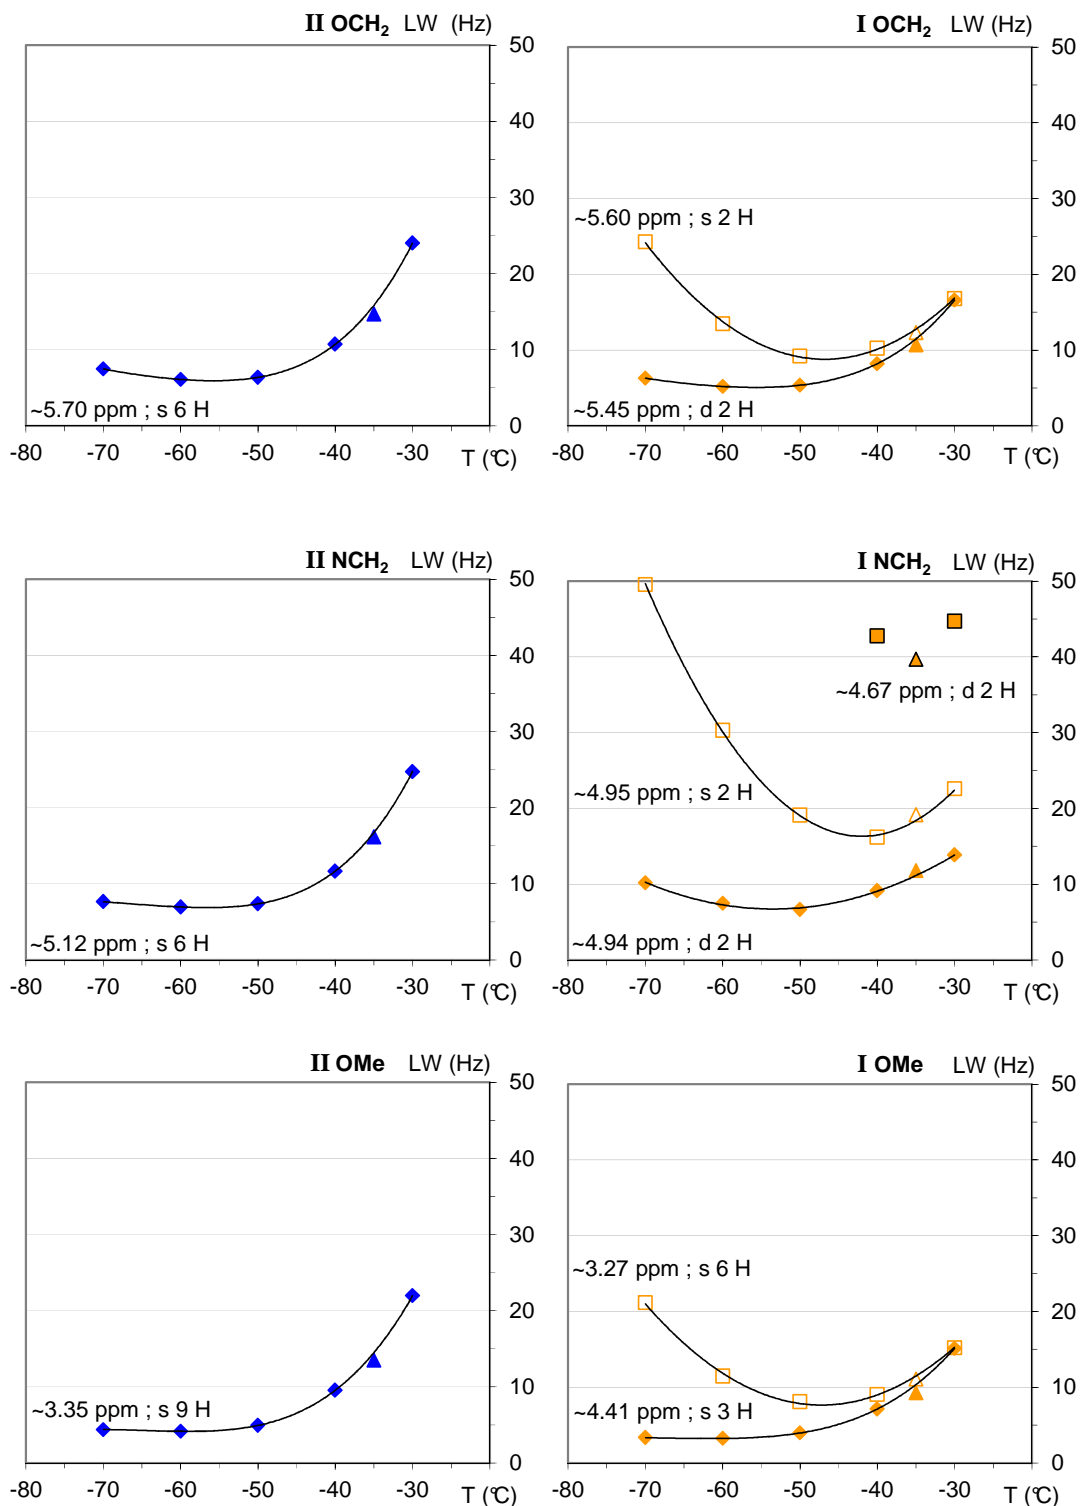 II OCH₂ LW (Hz)
50
40
30
20
10
0
~5.70 ppm ; s 6 H
-80 -70 -60 -50 -40 -30 T (°C)
I OCH₂ LW (Hz)
50
40
30
20
10
0
~5.60 ppm ; s 2 H
~5.45 ppm ; d 2 H
-80 -70 -60 -50 -40 -30 T (°C)
II NCH₂ LW (Hz)
50
40
30
20
10
0
~5.12 ppm ; s 6 H
-80 -70 -60 -50 -40 -30 T (°C)
I NCH₂ LW (Hz)
50
40
30
20
10
0
~4.67 ppm ; d 2 H
~4.95 ppm ; s 2 H
~4.94 ppm ; d 2 H
-80 -70 -60 -50 -40 -30 T (°C)
II OMe LW (Hz)
50
40
30
20
10
0
~3.35 ppm ; s 9 H
-80 -70 -60 -50 -40 -30 T (°C)
I OMe LW (Hz)
50
40
30
20
10
0
~3.27 ppm ; s 6 H
~4.41 ppm ; s 3 H
-80 -70 -60 -50 -40 -30 T (°C)